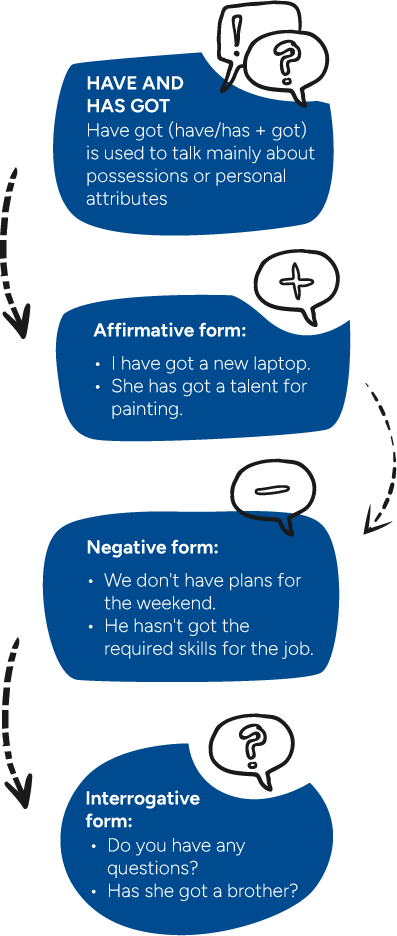 HAVE AND
HAS GOT
Have got (have/has + got)
is used to talk mainly about
possessions or personal
attributes
Affirmative form:
• I have got a new laptop.
• She has got a talent for
painting.
Negative form:
• We don't have plans for
the weekend.
• He hasn't got the
required skills for the job.
Interrogative
form:
• Do you have any
questions?
• Has she got a brother?